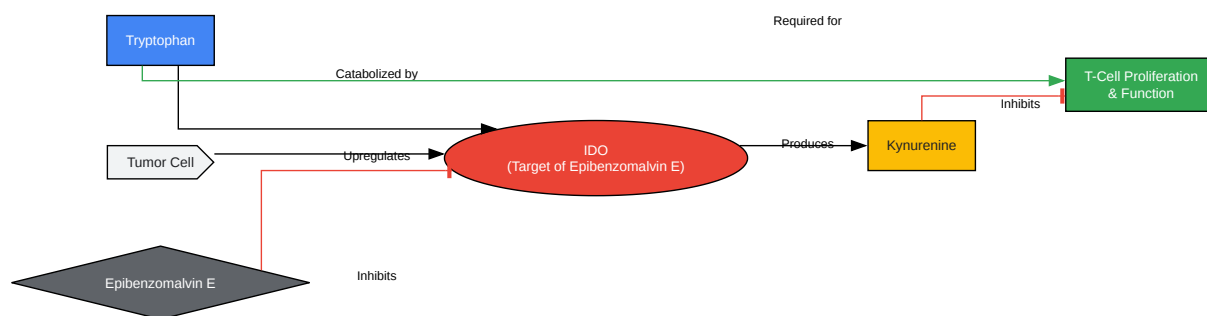 Required for
Tryptophan
Catabolized by
T-Cell Proliferation
& Function
Inhibits
Produces
Kynurenine
IDO
(Target of Epibenzomalvin E)
Upregulates
Tumor Cell
Epibenzomalvin E
Inhibits